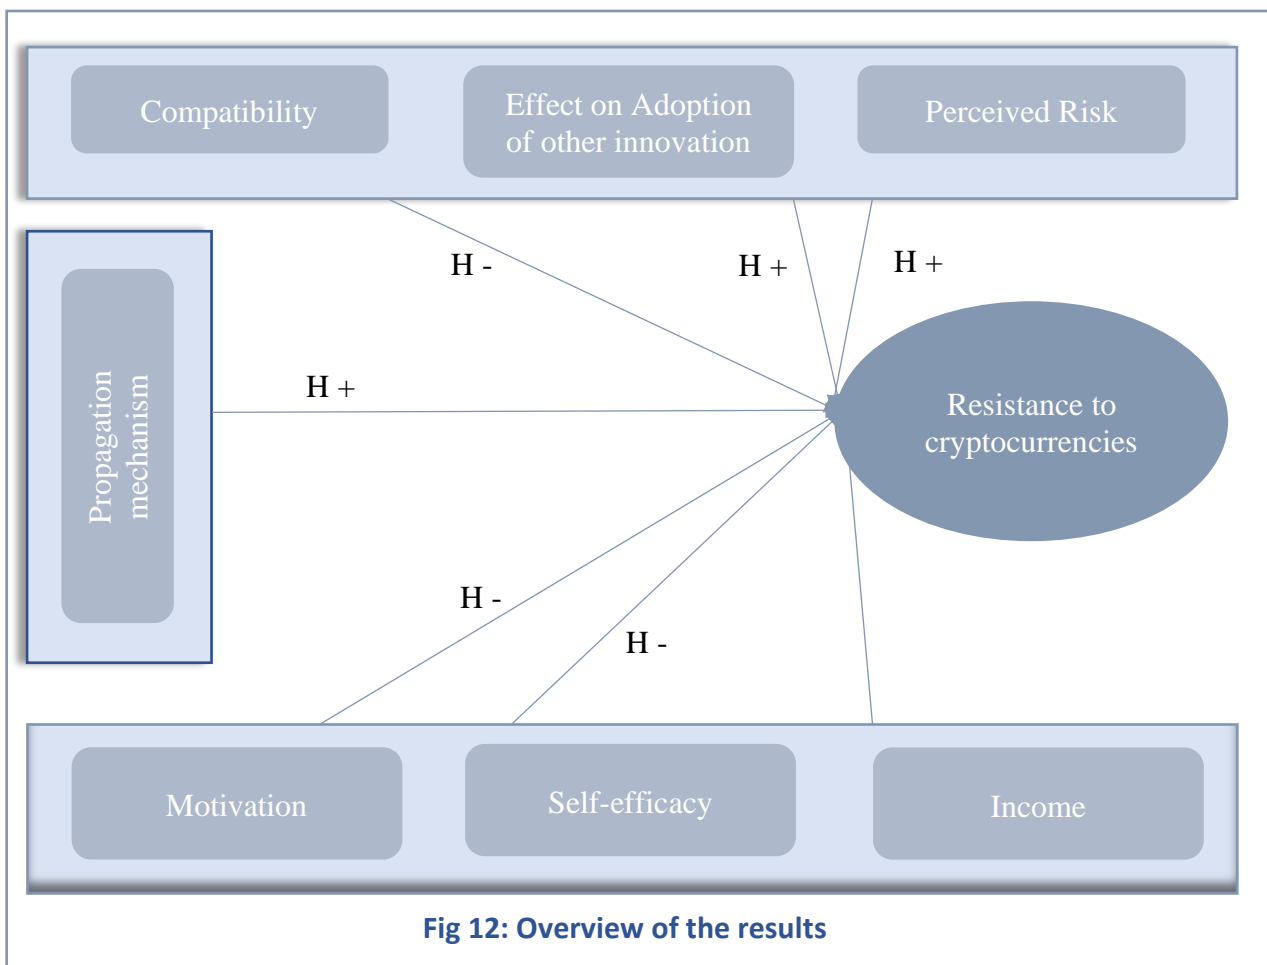 Compatibility
Effect on Adoption
of other innovation
Perceived Risk
H -
H +
H +
Propagation
mechanism
H +
Resistance to
cryptocurrencies
H -
H -
Motivation
Self-efficacy
Income
Fig 12: Overview of the results